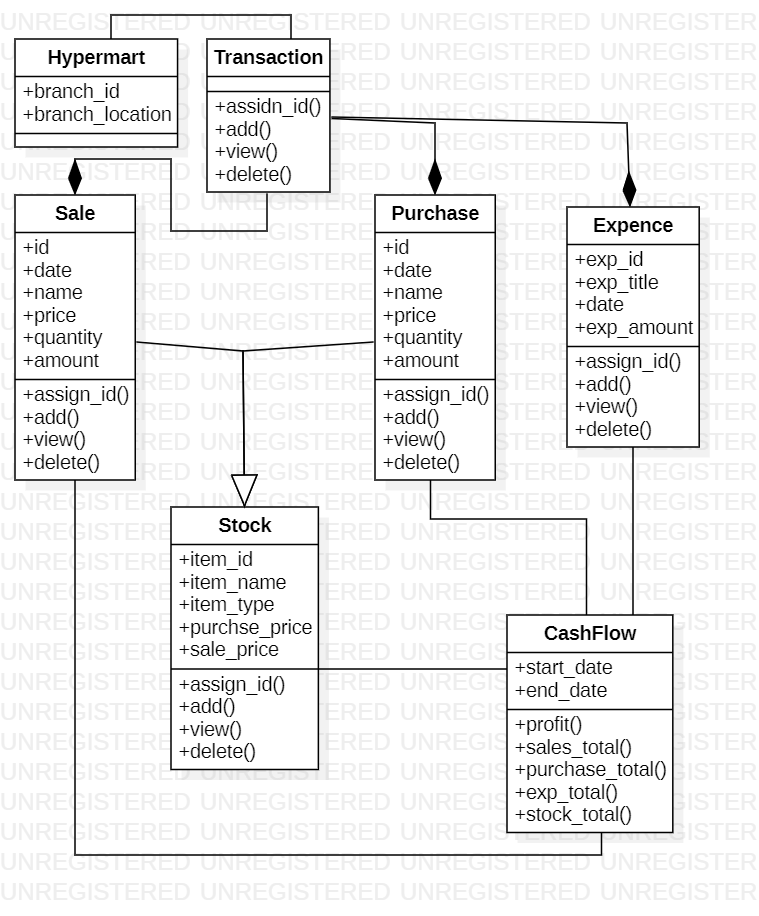 Hypermart
+branch_id
+branch_location
Transaction
+assidn_id()
+add()
+view()
+delete()
Sale
+id
+date
+name
+price
+quantity
+amount
+assign_id()
+add()
+view()
+delete()
Purchase
+id
+date
+name
+price
+quantity
+amount
+assign_id()
+add()
+view()
+delete()
Expence
+exp_id
+exp_title
+date
+exp_amount
+assign_id()
+add()
+view()
+delete()
Stock
+item_id
+item_name
+item_type
+purchse_price
+sale_price
+assign_id()
+add()
+view()
+delete()
CashFlow
+start_date
+end_date
+profit()
+sales_total()
+purchase_total()
+exp_total()
+stock_total()
UNREGISTERED